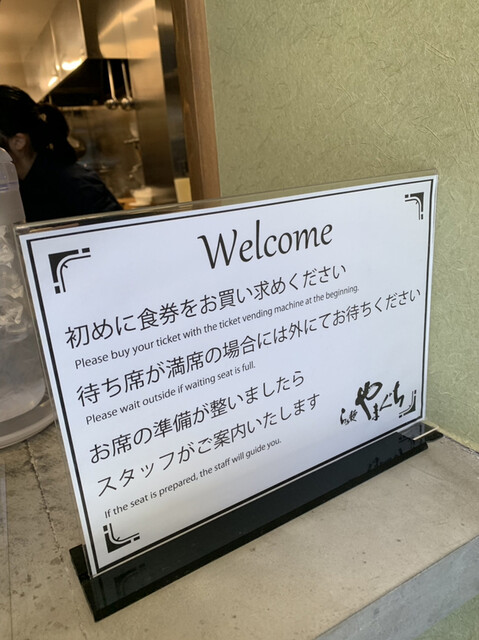 Welcome
初めに食券をお買い求めください
Please buy your ticket with the ticket vending machine at the beginning.
待ち席が満席の場合には外にてお待ちください
Please wait outside if waiting seat is full.
お席の準備が整いましたら
スタッフがご案内いたします
If the seat is prepared, the staff will guide you.
らぁ麺 やまぐち